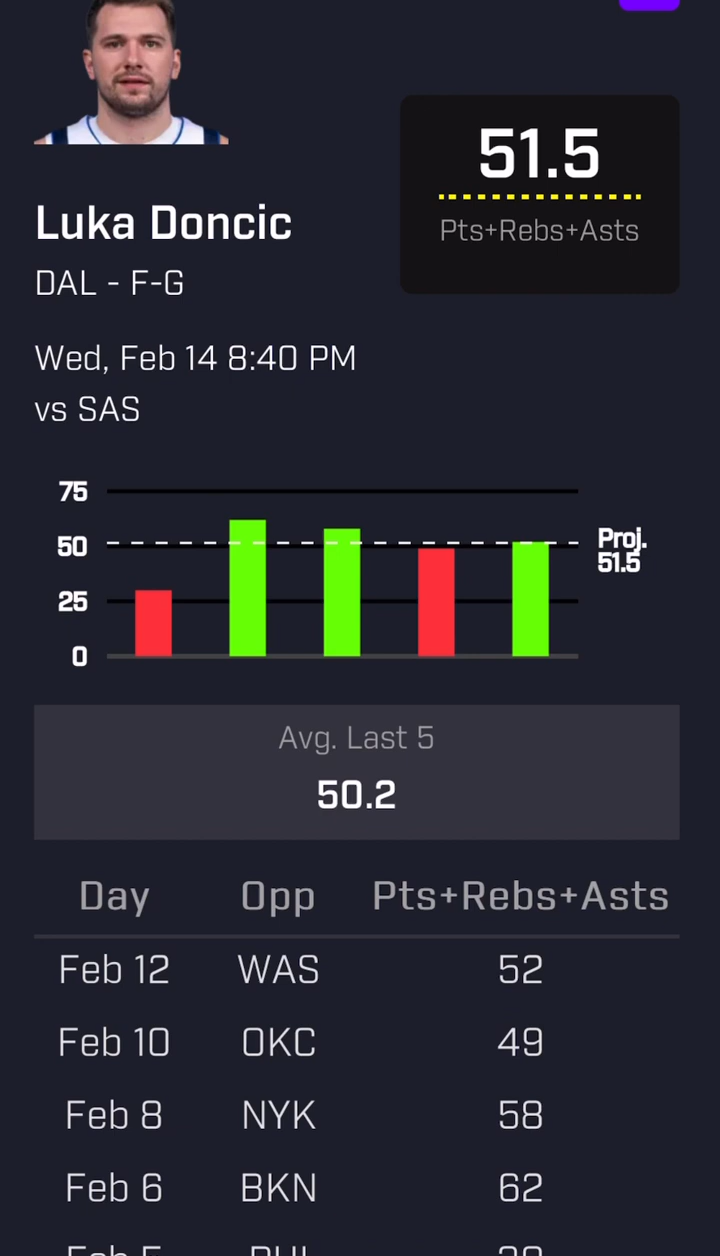 51.5
Pts+Rebs+Asts
Luka Doncic
DAL - F-G
Wed, Feb 14 8:40 PM
vs SAS
75
50
25
0
Proj.
51.5
Avg. Last 5
50.2
Day Opp Pts+Rebs+Asts
Feb 12 WAS 52
Feb 10 OKC 49
Feb 8 NYK 58
Feb 6 BKN 62